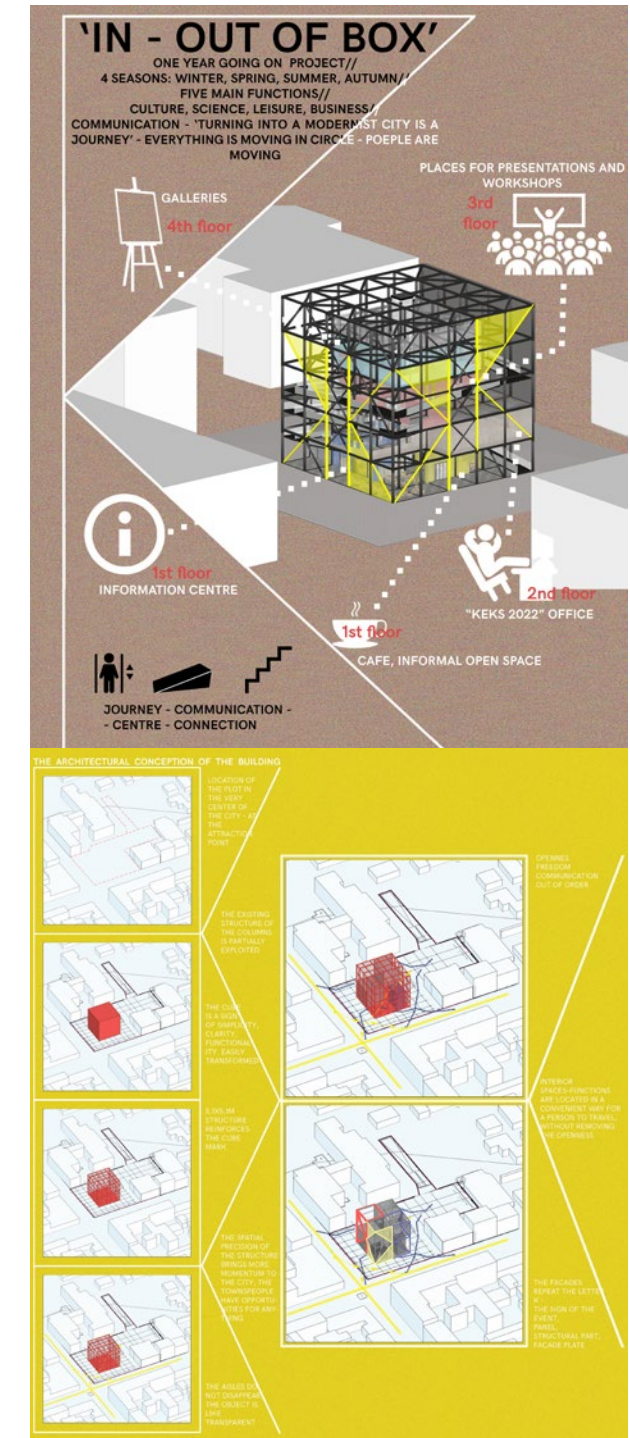 'IN - OUT OF BOX'
ONE YEAR GOING ON PROJECT//
4 SEASONS: WINTER, SPRING, SUMMER, AUTUMN//
FIVE MAIN FUNCTIONS//
CULTURE, SCIENCE, LEISURE, BUSINESS//
COMMUNICATION - 'TURNING INTO A MODERNIST CITY IS A
JOURNEY' - EVERYTHING IS MOVING IN CIRCLE - POEPLE ARE
MOVING
GALLERIES
4th floor
PLACES FOR PRESENTATIONS AND
WORKSHOPS
3rd
floor
1st floor
INFORMATION CENTRE
2nd floor
"KEKS 2022" OFFICE
1st floor
CAFE, INFORMAL OPEN SPACE
JOURNEY - COMMUNICATION -
- CENTRE - CONNECTION
THE ARCHITECTURAL CONCEPTION OF THE BUILDING
LOCATION OF
THE PLOT IN
THE VERY
CENTER OF
THE CITY - AT
THE
ATTRACTION
POINT
THE EXISTING
STRUCTURE OF
THE COLUMNS
IS PARTIALLY
EXPLOITED
THE CUBE
IS A SIGN
OF SIMPLICITY,
CLARITY,
FUNCTIONAL
ITY. EASILY
TRANSFORMED
STRUCTURE
REINFORCES
THE CUBE
MARK
THE SPATIAL
PRECISION OF
THE STRUCTURE
BRINGS MORE
MOMENTUM TO
THE CITY: THE
TOWNSPEOPLE
HAVE OPPORTU-
NITIES FOR ANY-
THING
THE AISLES DO
NOT DISAPPEAR
THE OBJECT IS
LIKE
TRANSPARENT
OPENNES
FREEDOM
COMMUNICATION
OUT OF ORDER
INTERIOR
SPACES-FUNCTIONS
ARE LOCATED IN A
CONVENIENT WAY FOR
A PERSON TO TRAVEL,
WITHOUT REMOVING
THE OPENNESS
THE FACADES
REPEAT THE LETTER
K -
THE SIGN OF THE
EVENT,
PANEL,
STRUCTURAL PART,
FACADE PLATE